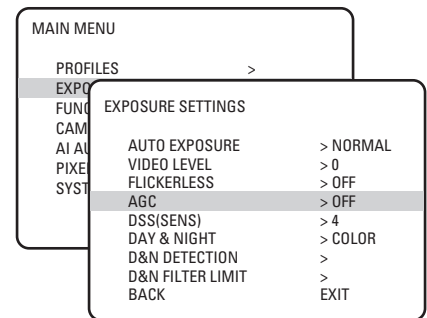 MAIN MENU
PROFILES >
EXPO
FUNC
CAM
AI AU
PIXE
SYST
EXPOSURE SETTINGS
AUTO EXPOSURE > NORMAL
VIDEO LEVEL > 0
FLICKERLESS > OFF
AGC > OFF
DSS(SENS) > 4
DAY & NIGHT > COLOR
D&N DETECTION >
D&N FILTER LIMIT >
BACK EXIT